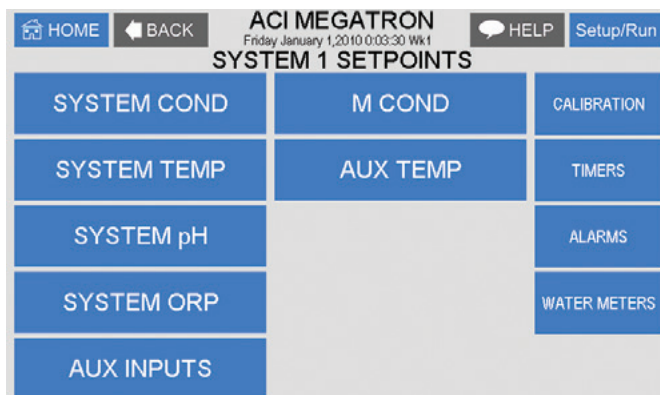 HOME
BACK
ACI MEGATRON
Friday January 1,2010 0:03:30 Wk1
HELP
Setup/Run
SYSTEM 1 SETPOINTS
SYSTEM COND
M COND
CALIBRATION
SYSTEM TEMP
AUX TEMP
TIMERS
SYSTEM pH
ALARMS
SYSTEM ORP
WATER METERS
AUX INPUTS